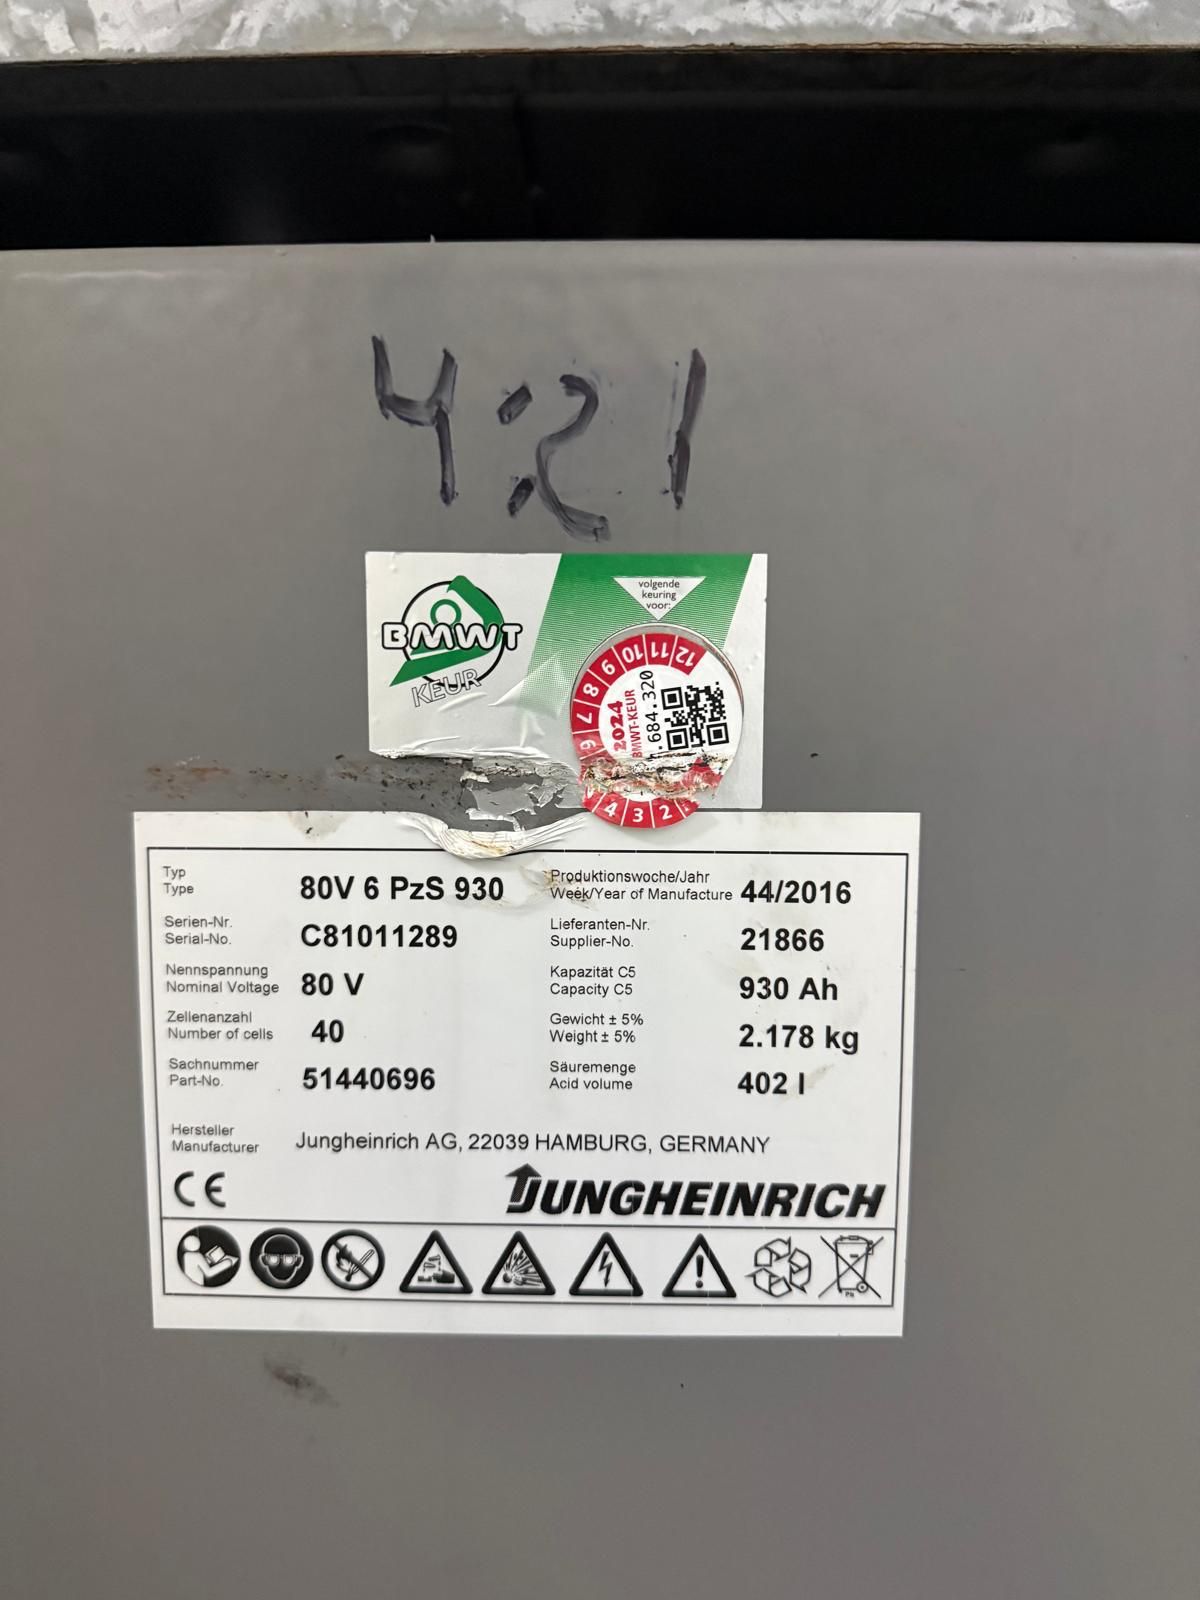 4:21
BMWT
KEUR
volgende
keuring
voor:
7 8 9 10 11 12
2024
BMWT-KEUR
.684.320
4 3 2
Typ
Type
80V 6 PzS 930
Produktionswoche/Jahr
Week/Year of Manufacture
44/2016
Serien-Nr.
Serial-No.
C81011289
Lieferanten-Nr.
Supplier-No.
21866
Nennspannung
Nominal Voltage
80 V
Kapazität C5
Capacity C5
930 Ah
Zellenanzahl
Number of cells
40
Gewicht ± 5%
Weight ± 5%
2.178 kg
Sachnummer
Part-No.
51440696
Säuremenge
Acid volume
402 l
Hersteller
Manufacturer
Jungheinrich AG, 22039 HAMBURG, GERMANY
CE
JUNGHEINRICH
Pb